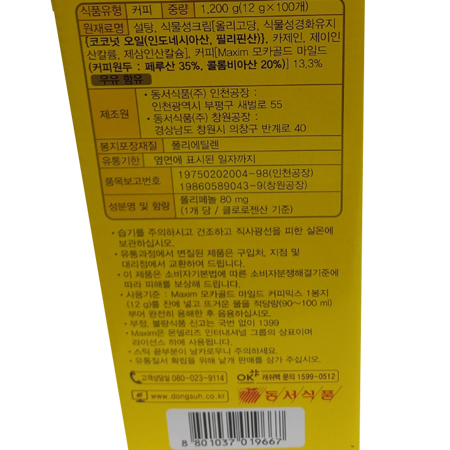 식품유형 커피 중량 1,200 g(12 g×100개)
원재료명 설탕, 식물성크림[올리고당, 식물성경화유지
{코코넛 오일(인도네시아산, 필리핀산)}, 카제인, 제이인
산칼륨, 제삼인산칼슘], 커피[Maxim 모카골드 마일드
(커피원두 : 페루산 35%, 콜롬비아산 20%)] 13.3%
우유 함유
제조원
• 동서식품(주) 인천공장 :
인천광역시 부평구 새벌로 55
• 동서식품(주) 창원공장 :
경상남도 창원시 의창구 반계로 40
봉지포장재질 폴리에틸렌
유통기한 옆면에 표시된 일자까지
품목보고번호
19750202004-98(인천공장)
19860589043-9(창원공장)
성분명 및 함량
폴리페놀 80 mg
(1개 당 / 클로로젠산 기준)
• 습기를 주의하시고 건조하고 직사광선을 피한 실온에
보관하십시오.
• 유통과정에서 변질된 제품은 구입처, 지점 및
대리점에서 교환하여 드립니다.
• 이 제품은 소비자기본법에 따른 소비자분쟁해결기준에
따라 피해를 보상해 드립니다.
• 사용기준 : Maxim 모카골드 마일드 커피믹스 1봉지
(12 g)를 잔에 넣고 뜨거운 물을 적당량(90~100 ml)
부어 완전히 용해한 후 음용하십시오.
• 부정, 불량식품 신고는 국번 없이 1399
• Maxim은 몬델리즈 인터내셔널 그룹의 상표이며
라이선스 하에 사용됩니다.
• 스틱 끝부분이 날카로우니 주의하세요.
• 유통질서 확립을 위해 낱개 판매를 삼가 주십시오.
고객상담실 080-023-9114
OK 캐쉬백 문의 1599-0512
www.dongsuh.co.kr
동서식품
8 801037 019667